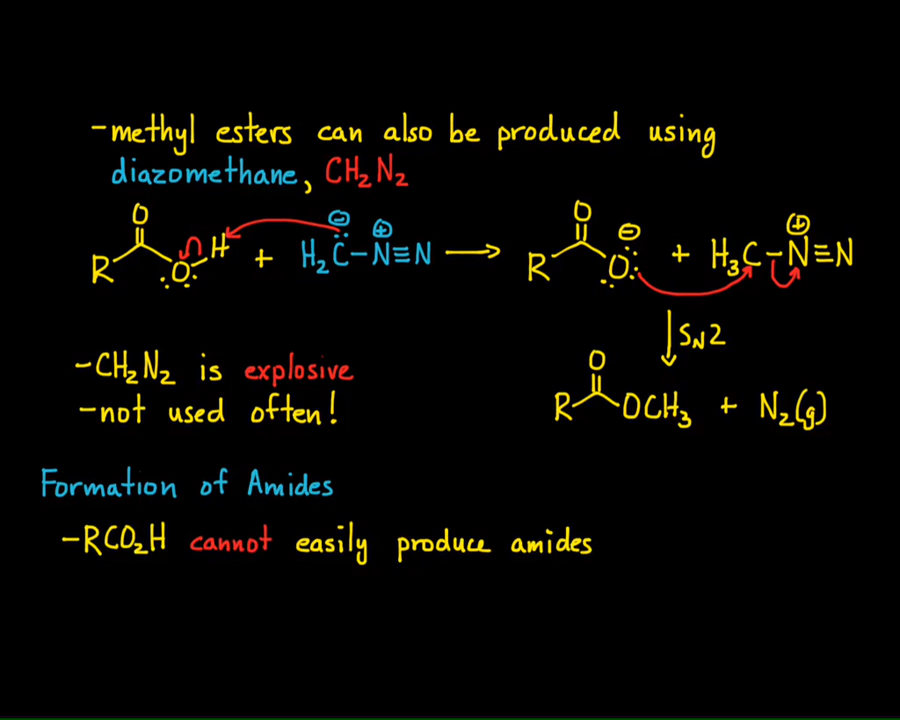 -methyl esters can also be produced using
diazomethane, CH₂N₂
O
R O H + H₂C-N≡N → R O + H₃C-N≡N
⊖ ⊕ ⊖ ⊕
O
SN2
-CH₂N₂ is explosive
-not used often!
O
R OCH₃ + N₂(g)
Formation of Amides
-RCO₂H cannot easily produce amides